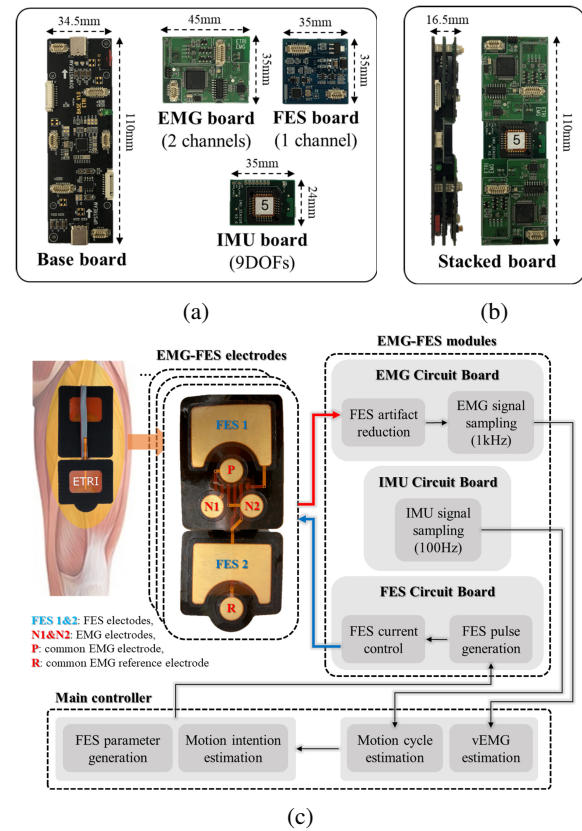 34.5mm
110mm
Base board
45mm
35mm
EMG board
(2 channels)
35mm
35mm
FES board
(1 channel)
35mm
24mm
5
IMU board
(9DOFs)
(a)
16.5mm
110mm
5
Stacked board
(b)
EMG-FES electrodes
...
ETRI
FES 1
P
N1
N2
FES 2
R
FES 1&2: FES electodes,
N1&N2: EMG electrodes,
P: common EMG electrode,
R: common EMG reference electrode
EMG-FES modules
EMG Circuit Board
FES artifact
reduction
EMG signal
sampling
(1kHz)
IMU Circuit Board
IMU signal
sampling
(100Hz)
FES Circuit Board
FES current
control
FES pulse
generation
Main controller
FES parameter
generation
Motion intention
estimation
Motion cycle
estimation
vEMG
estimation
(c)